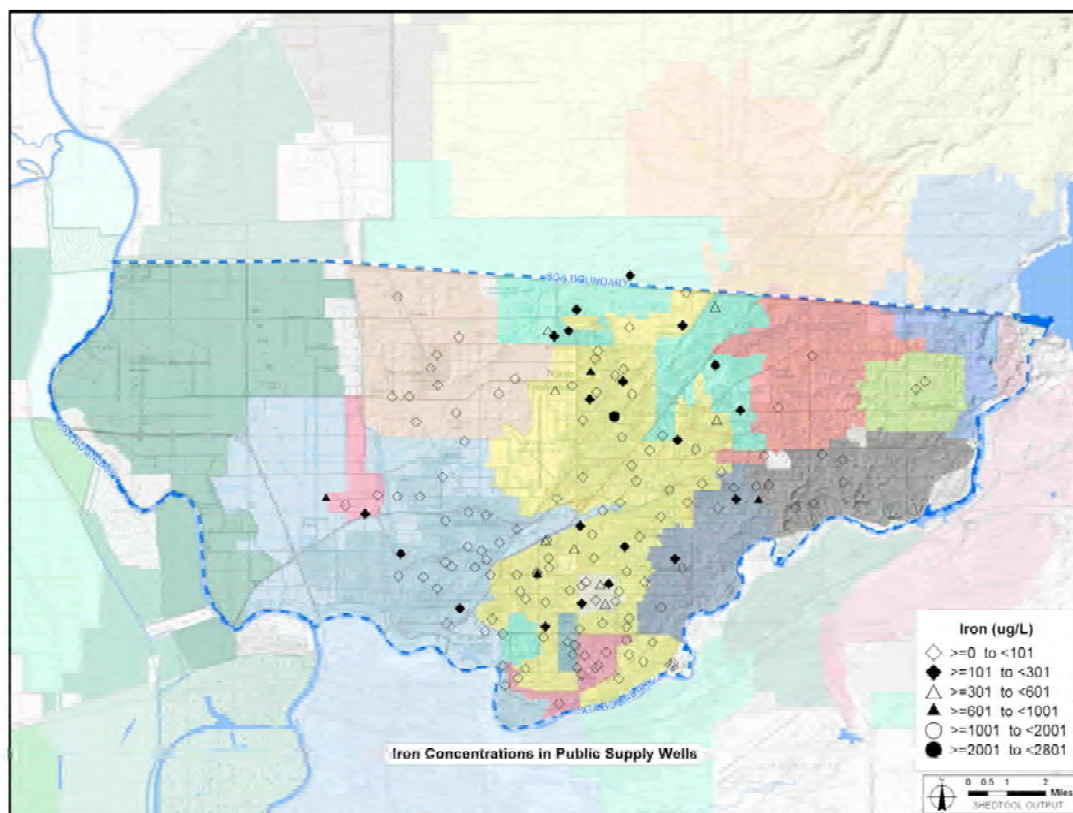 SGA BOUNDARY
North
Iron (ug/L)
>=0 to <101
>=101 to <301
>=301 to <601
>=601 to <1001
>=1001 to <2001
>=2001 to <2801
Iron Concentrations in Public Supply Wells
0 0.5 1 2
Miles
SHEDTOOL OUTPUT